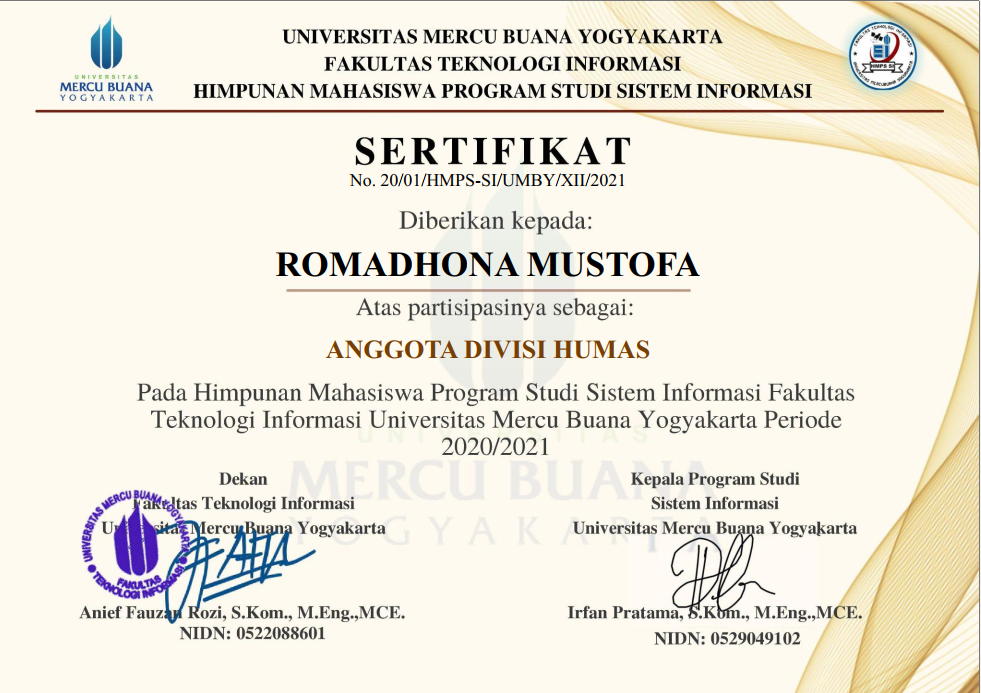 UNIVERSITAS
MERCU BUANA
YOGYAKARTA
UNIVERSITAS MERCU BUANA YOGYAKARTA
FAKULTAS TEKNOLOGI INFORMASI
HIMPUNAN MAHASISWA PROGRAM STUDI SISTEM INFORMASI
FAKULTAS TEKNOLOGI INFORMASI
HMPS SI
UNIVERSITAS MERCU BUANA YOGYAKARTA
SERTIFIKAT
No. 20/01/HMPS-SI/UMBY/XII/2021
Diberikan kepada:
ROMADHONA MUSTOFA
Atas partisipasinya sebagai:
ANGGOTA DIVISI HUMAS
Pada Himpunan Mahasiswa Program Studi Sistem Informasi Fakultas
Teknologi Informasi Universitas Mercu Buana Yogyakarta Periode
2020/2021
UNIVERSITAS
MERCU BUANA
YOGYAKARTA
Dekan
Fakultas Teknologi Informasi
Universitas Mercu Buana Yogyakarta
UNIVERSITAS MERCU BUANA YOGYAKARTA
FAKULTAS
TEKNOLOGI INFORMASI
Anief Fauzan Rozi, S.Kom., M.Eng.,MCE.
NIDN: 0522088601
Kepala Program Studi
Sistem Informasi
Universitas Mercu Buana Yogyakarta
Irfan Pratama, S.Kom., M.Eng.,MCE.
NIDN: 0529049102